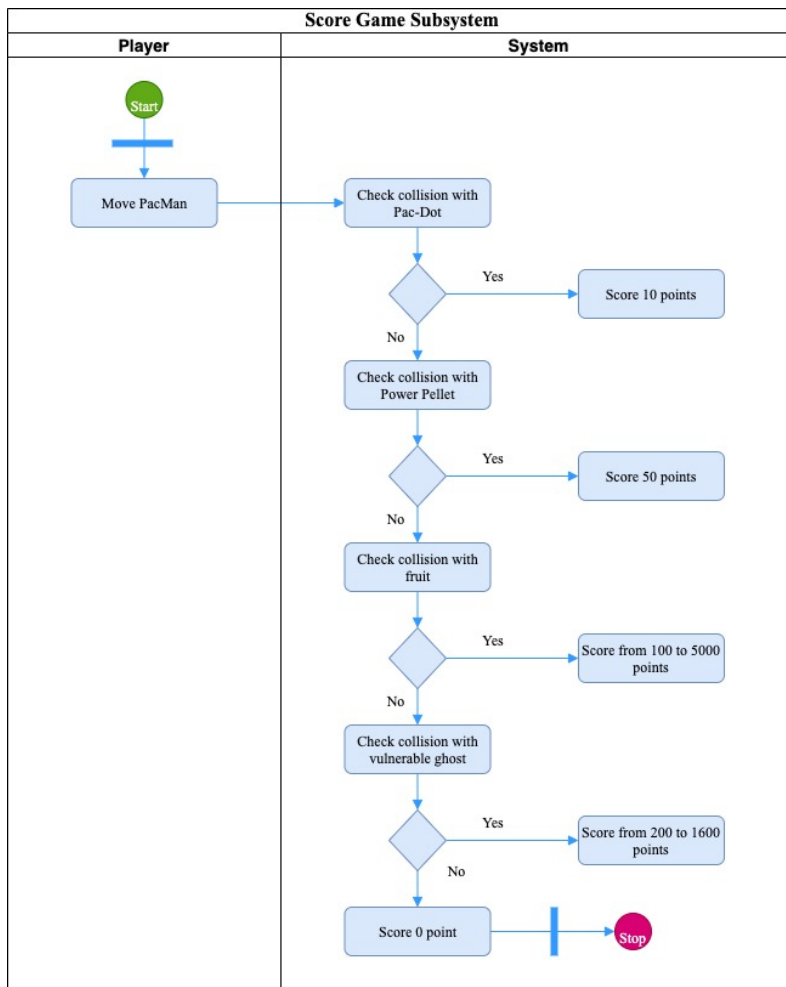 Score Game Subsystem
Player
System
Start
Move PacMan
Check collision with
Pac-Dot
Yes
Score 10 points
No
Check collision with
Power Pellet
Yes
Score 50 points
No
Check collision with
fruit
Yes
Score from 100 to 5000
points
No
Check collision with
vulnerable ghost
Yes
Score from 200 to 1600
points
No
Score 0 point
Stop